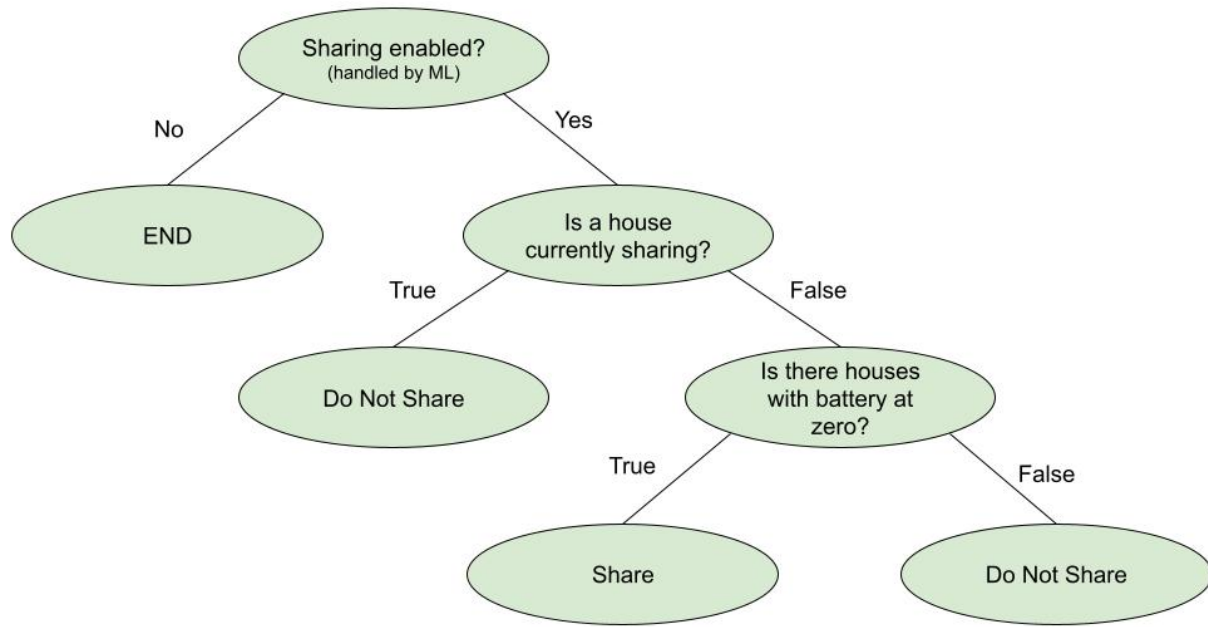 Sharing enabled?
(handled by ML)
No
Yes
END
Is a house
currently sharing?
True
False
Do Not Share
Is there houses
with battery at
zero?
True
False
Share
Do Not Share